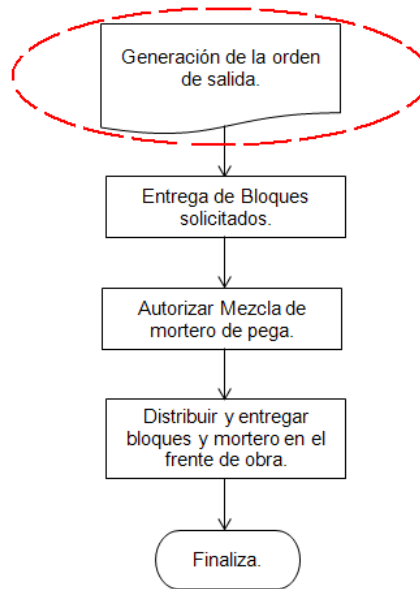 Generación de la orden
de salida.
Entrega de Bloques
solicitados.
Autorizar Mezcla de
mortero de pega.
Distribuir y entregar
bloques y mortero en el
frente de obra.
Finaliza.